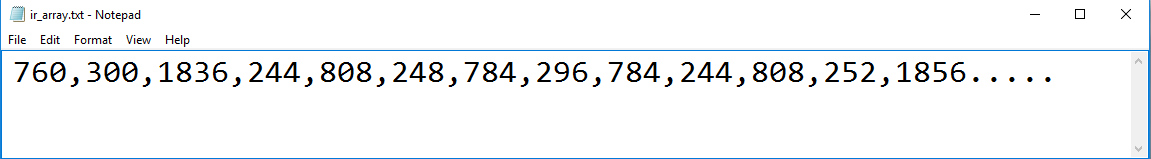 ir_array.txt - Notepad
File Edit Format View Help
760,300,1836,244,808,248,784,296,784,244,808,252,1856.....